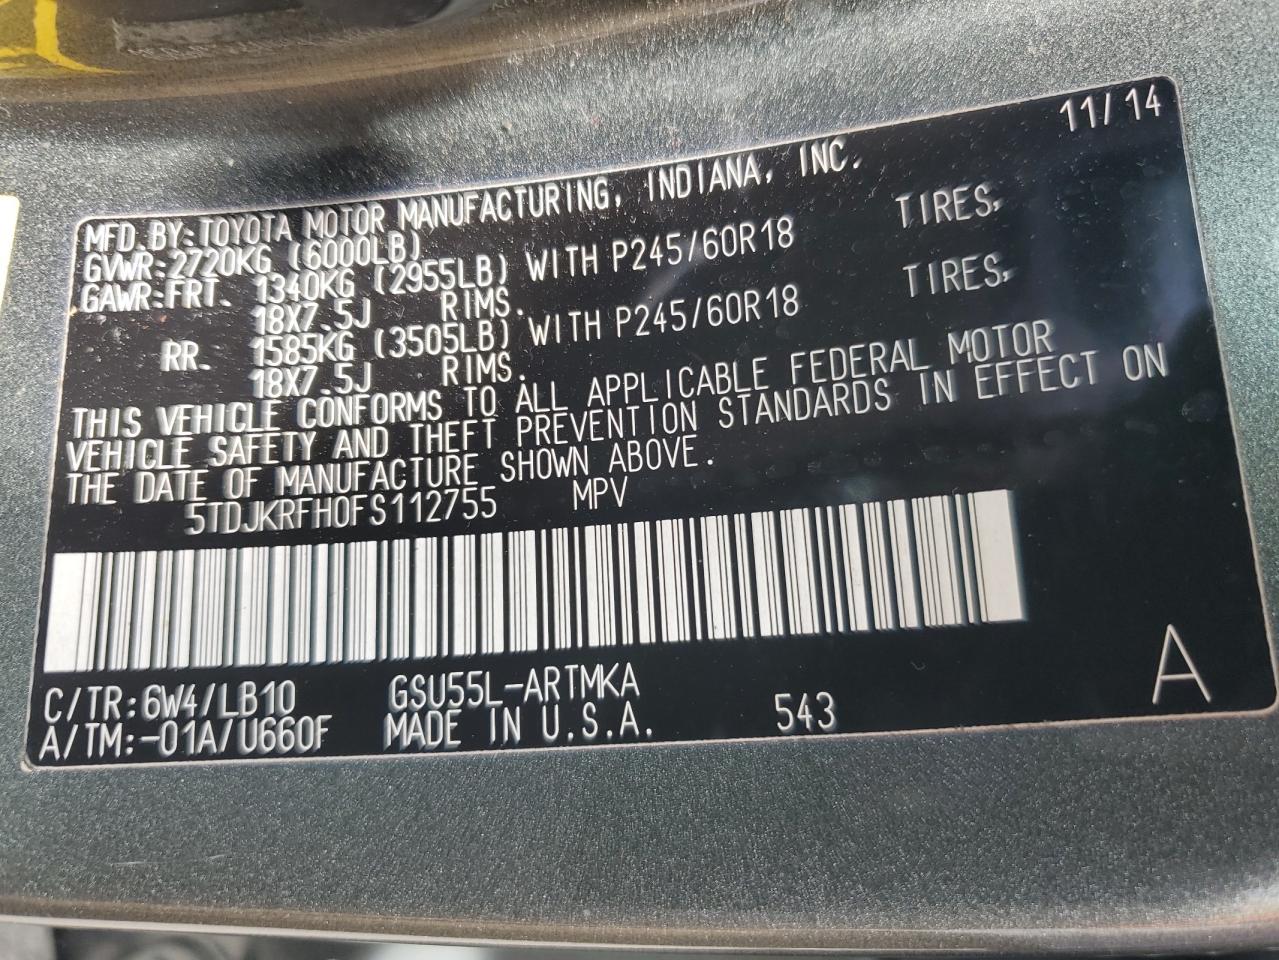 11/14
MFD.BY:TOYOTA MOTOR MANUFACTURING, INDIANA, INC.
GVWR:2720KG (6000LB)
GAWR:FRT. 1340KG (2955LB) WITH P245/60R18 TIRES,
18X7.5J RIMS.
RR. 1585KG (3505LB) WITH P245/60R18 TIRES,
18X7.5J RIMS.
THIS VEHICLE CONFORMS TO ALL APPLICABLE FEDERAL MOTOR
VEHICLE SAFETY AND THEFT PREVENTION STANDARDS IN EFFECT ON
THE DATE OF MANUFACTURE SHOWN ABOVE.
5TDJKRFH0FS112755 MPV
C/TR:6W4/LB10 GSU55L-ARTMKA
A/TM:-01A/U660F MADE IN U.S.A. 543
A